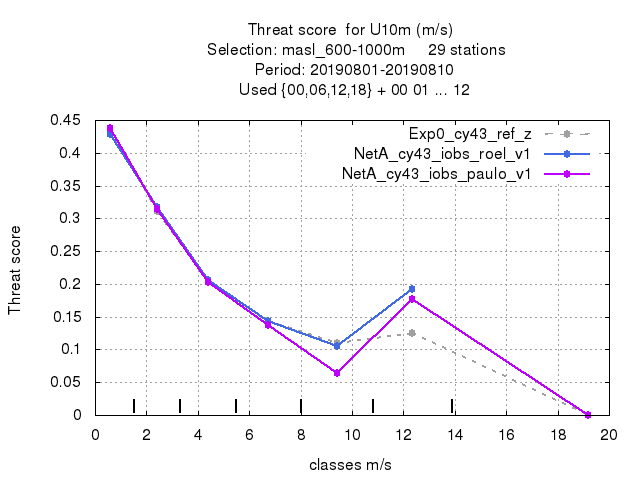 Threat score  for U10m (m/s)
Selection: masl_600-1000m     29 stations
Period: 20190801-20190810
Used {00,06,12,18} + 00 01 ... 12
Exp0_cy43_ref_z
NetA_cy43_iobs_roel_v1
NetA_cy43_iobs_paulo_v1
Threat score
0.45
0.4
0.35
0.3
0.25
0.2
0.15
0.1
0.05
0
0 2 4 6 8 10 12 14 16 18 20
classes m/s